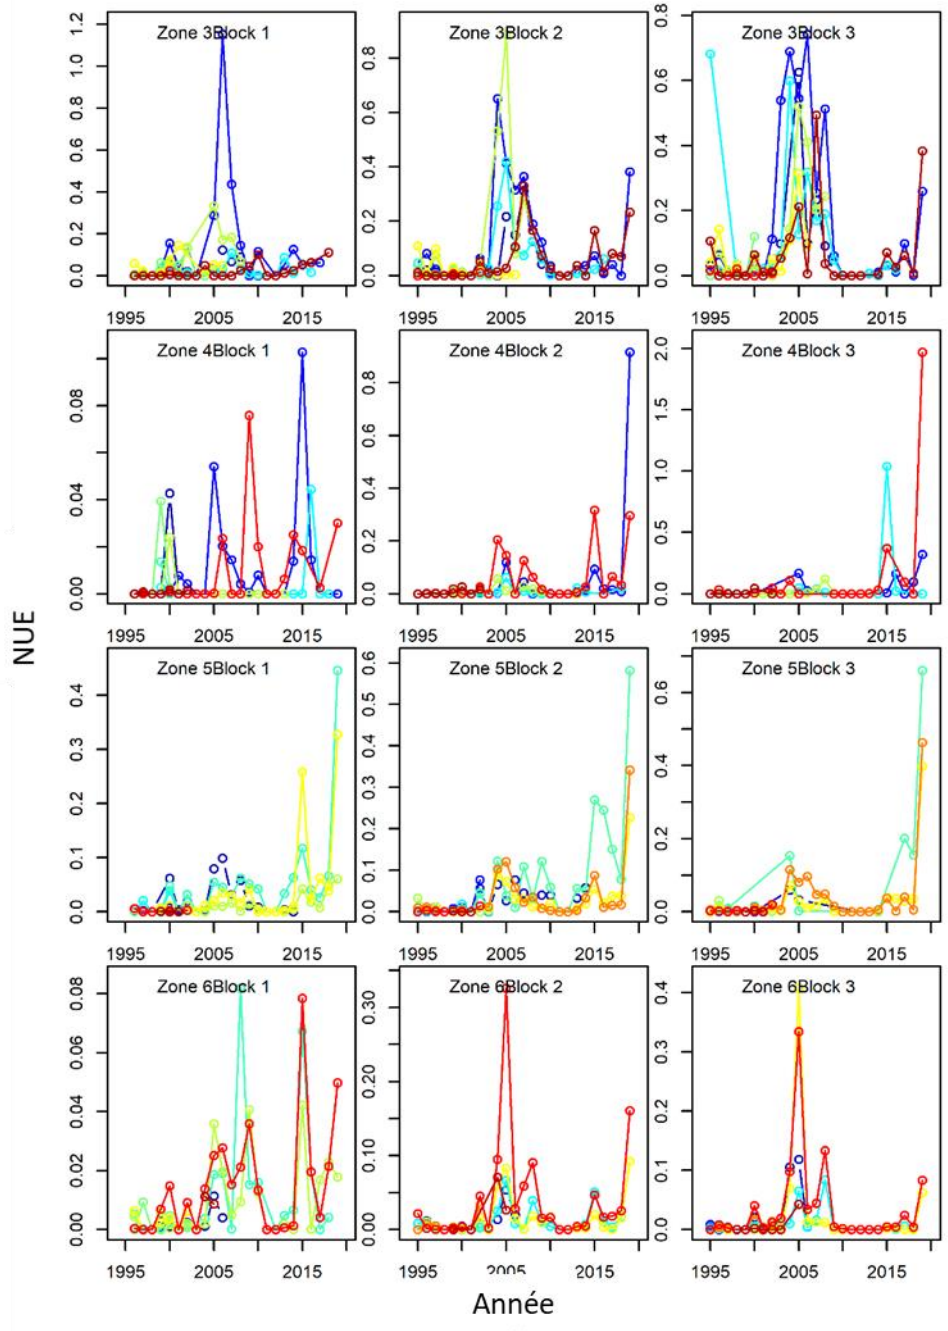 Zone 3Block 1
Zone 3Block 2
Zone 3Block 3
0.0 0.2 0.4 0.6 0.8 1.0 1.2
0.0 0.2 0.4 0.6 0.8
0.0 0.2 0.4 0.6 0.8
1995 2005 2015
1995 2005 2015
1995 2005 2015
Zone 4Block 1
Zone 4Block 2
Zone 4Block 3
0.00 0.04 0.08
0.0 0.2 0.4 0.6 0.8
0.0 0.5 1.0 1.5 2.0
1995 2005 2015
1995 2005 2015
1995 2005 2015
NUE
Zone 5Block 1
Zone 5Block 2
Zone 5Block 3
0.0 0.1 0.2 0.3 0.4
0.0 0.1 0.2 0.3 0.4 0.5 0.6
0.0 0.2 0.4 0.6
1995 2005 2015
1995 2005 2015
1995 2005 2015
Zone 6Block 1
Zone 6Block 2
Zone 6Block 3
0.00 0.02 0.04 0.06 0.08
0.00 0.10 0.20 0.30
0.0 0.1 0.2 0.3 0.4
1995 2005 2015
1995 2005 2015
1995 2005 2015
Année